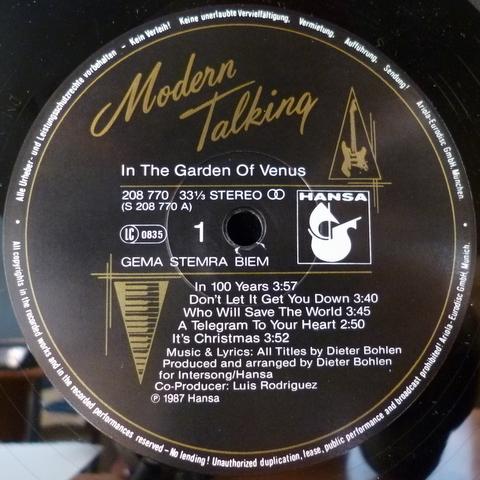 Alle Urheber- und Leistungsschutzrechte vorbehalten - Kein Verleih! Keine unerlaubte Vervielfältigung, Vermietung, Aufführung, Sendung!
Ariola-Eurodisc GmbH München.
Modern
Talking
In The Garden Of Venus
208 770 33⅓ STEREO
(S 208 770 A)
HANSA
LC 0835
1
GEMA STEMRA BIEM
In 100 Years 3:57
Don't Let It Get You Down 3:40
Who Will Save The World 3:45
A Telegram To Your Heart 2:50
It's Christmas 3:52
Music & Lyrics: All Titles by Dieter Bohlen
Produced and arranged by Dieter Bohlen
for Intersong/Hansa
Co-Producer: Luis Rodriguez
℗ 1987 Hansa
All copyrights in the recorded works and in the recorded performances reserved - No lending! Unauthorized duplication, lease, public performance and broadcast prohibited! Ariola-Eurodisc GmbH, Munich.